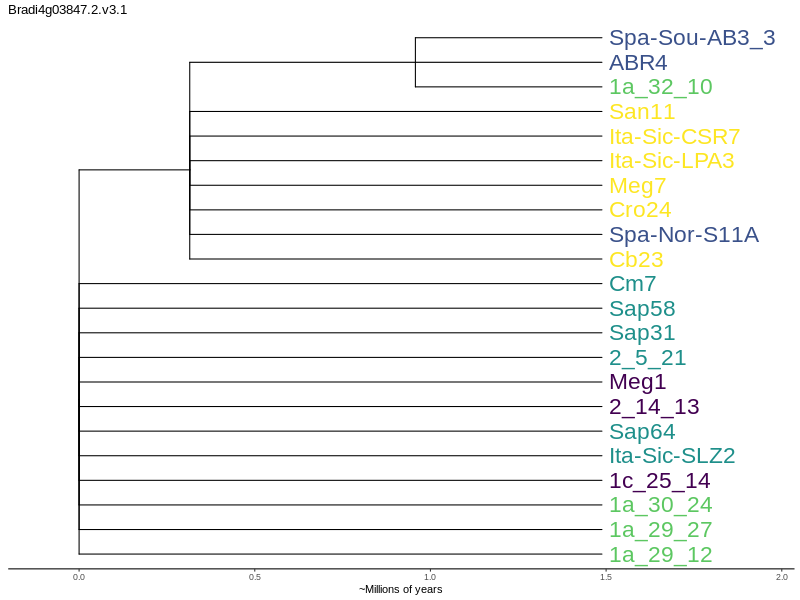 Bradi4g03847.2.v3.1
Spa-Sou-AB3_3
ABR4
1a_32_10
San11
Ita-Sic-CSR7
Ita-Sic-LPA3
Meg7
Cro24
Spa-Nor-S11A
Cb23
Cm7
Sap58
Sap31
2_5_21
Meg1
2_14_13
Sap64
Ita-Sic-SLZ2
1c_25_14
1a_30_24
1a_29_27
1a_29_12
0.0 0.5 1.0 1.5 2.0
~Millions of years